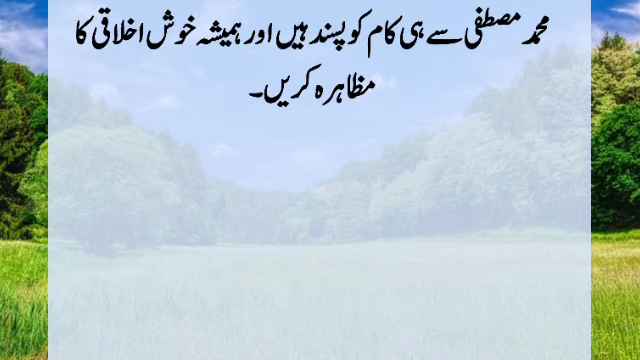 محمد مصطفی سے ہی کام کو پسند ہیں اور ہمیشہ خوش اخلاقی کا
مظاہرہ کریں۔